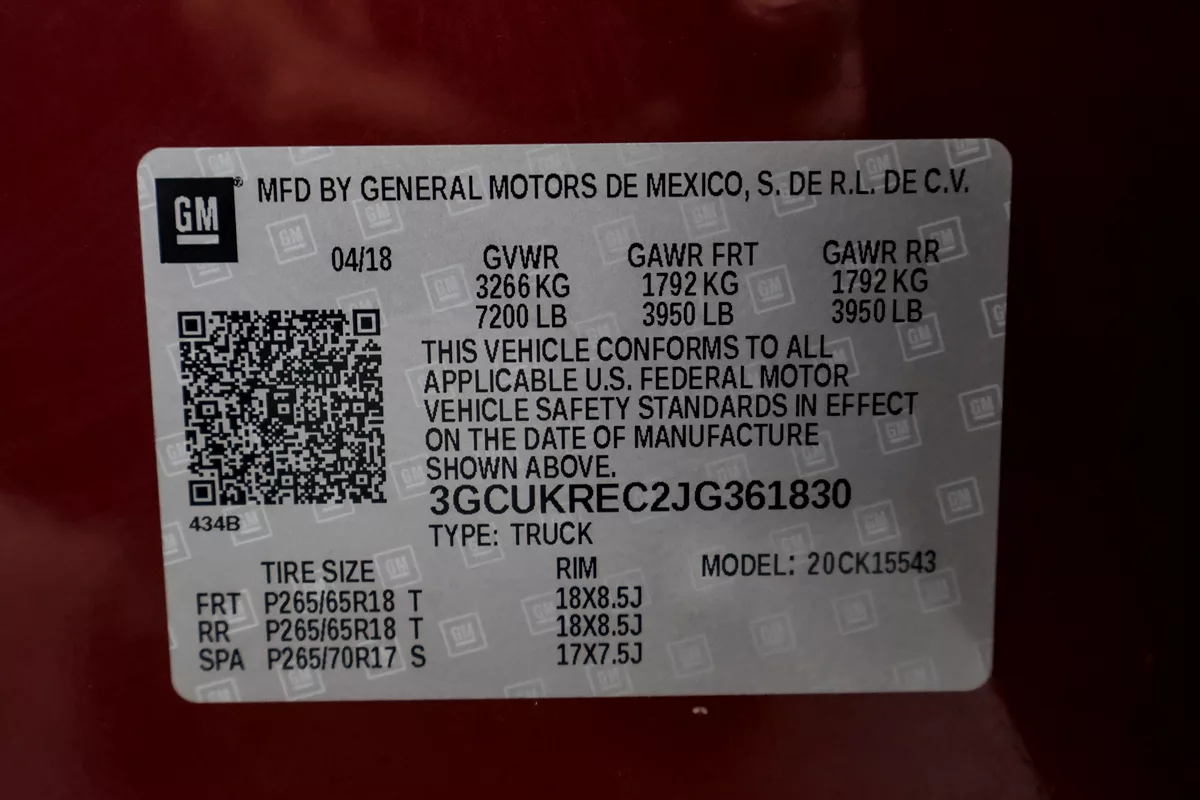 GM ® MFD BY GENERAL MOTORS DE MEXICO, S. DE R.L. DE C.V.
04/18 GVWR GAWR FRT GAWR RR
3266 KG 1792 KG 1792 KG
7200 LB 3950 LB 3950 LB
THIS VEHICLE CONFORMS TO ALL
APPLICABLE U.S. FEDERAL MOTOR
VEHICLE SAFETY STANDARDS IN EFFECT
ON THE DATE OF MANUFACTURE
SHOWN ABOVE.
3GCUKREC2JG361830
434B
TYPE: TRUCK
TIRE SIZE RIM MODEL: 20CK15543
FRT P265/65R18 T 18X8.5J
RR P265/65R18 T 18X8.5J
SPA P265/70R17 S 17X7.5J